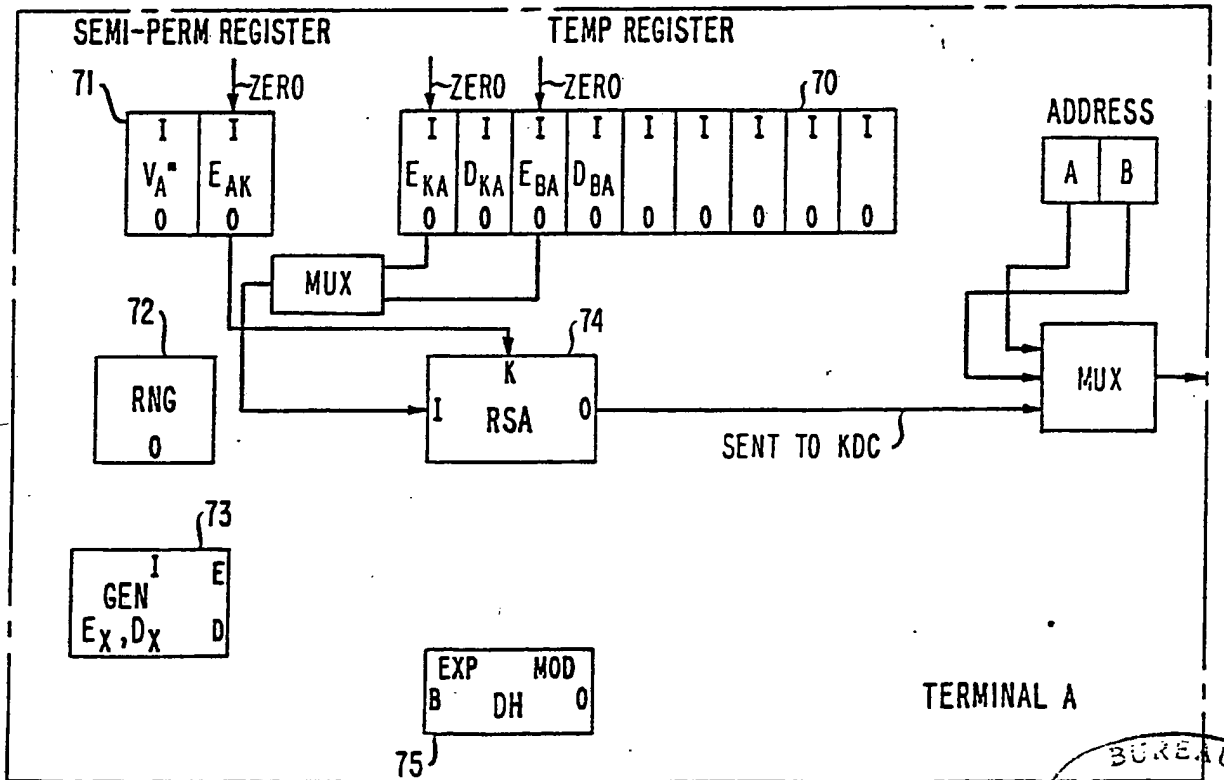 SEMI-PERM REGISTER
TEMP REGISTER
71
ZERO
ZERO
ZERO
70
ADDRESS
I I
V_A" E_AK
0 0
I I I I I I I I I
E_KA D_KA E_BA D_BA
0 0 0 0 0 0 0 0 0
A B
MUX
72
RNG
0
74
K
I RSA 0
MUX
SENT TO KDC
73
I E
GEN
E_X, D_X D
EXP MOD
B DH 0
75
TERMINAL A